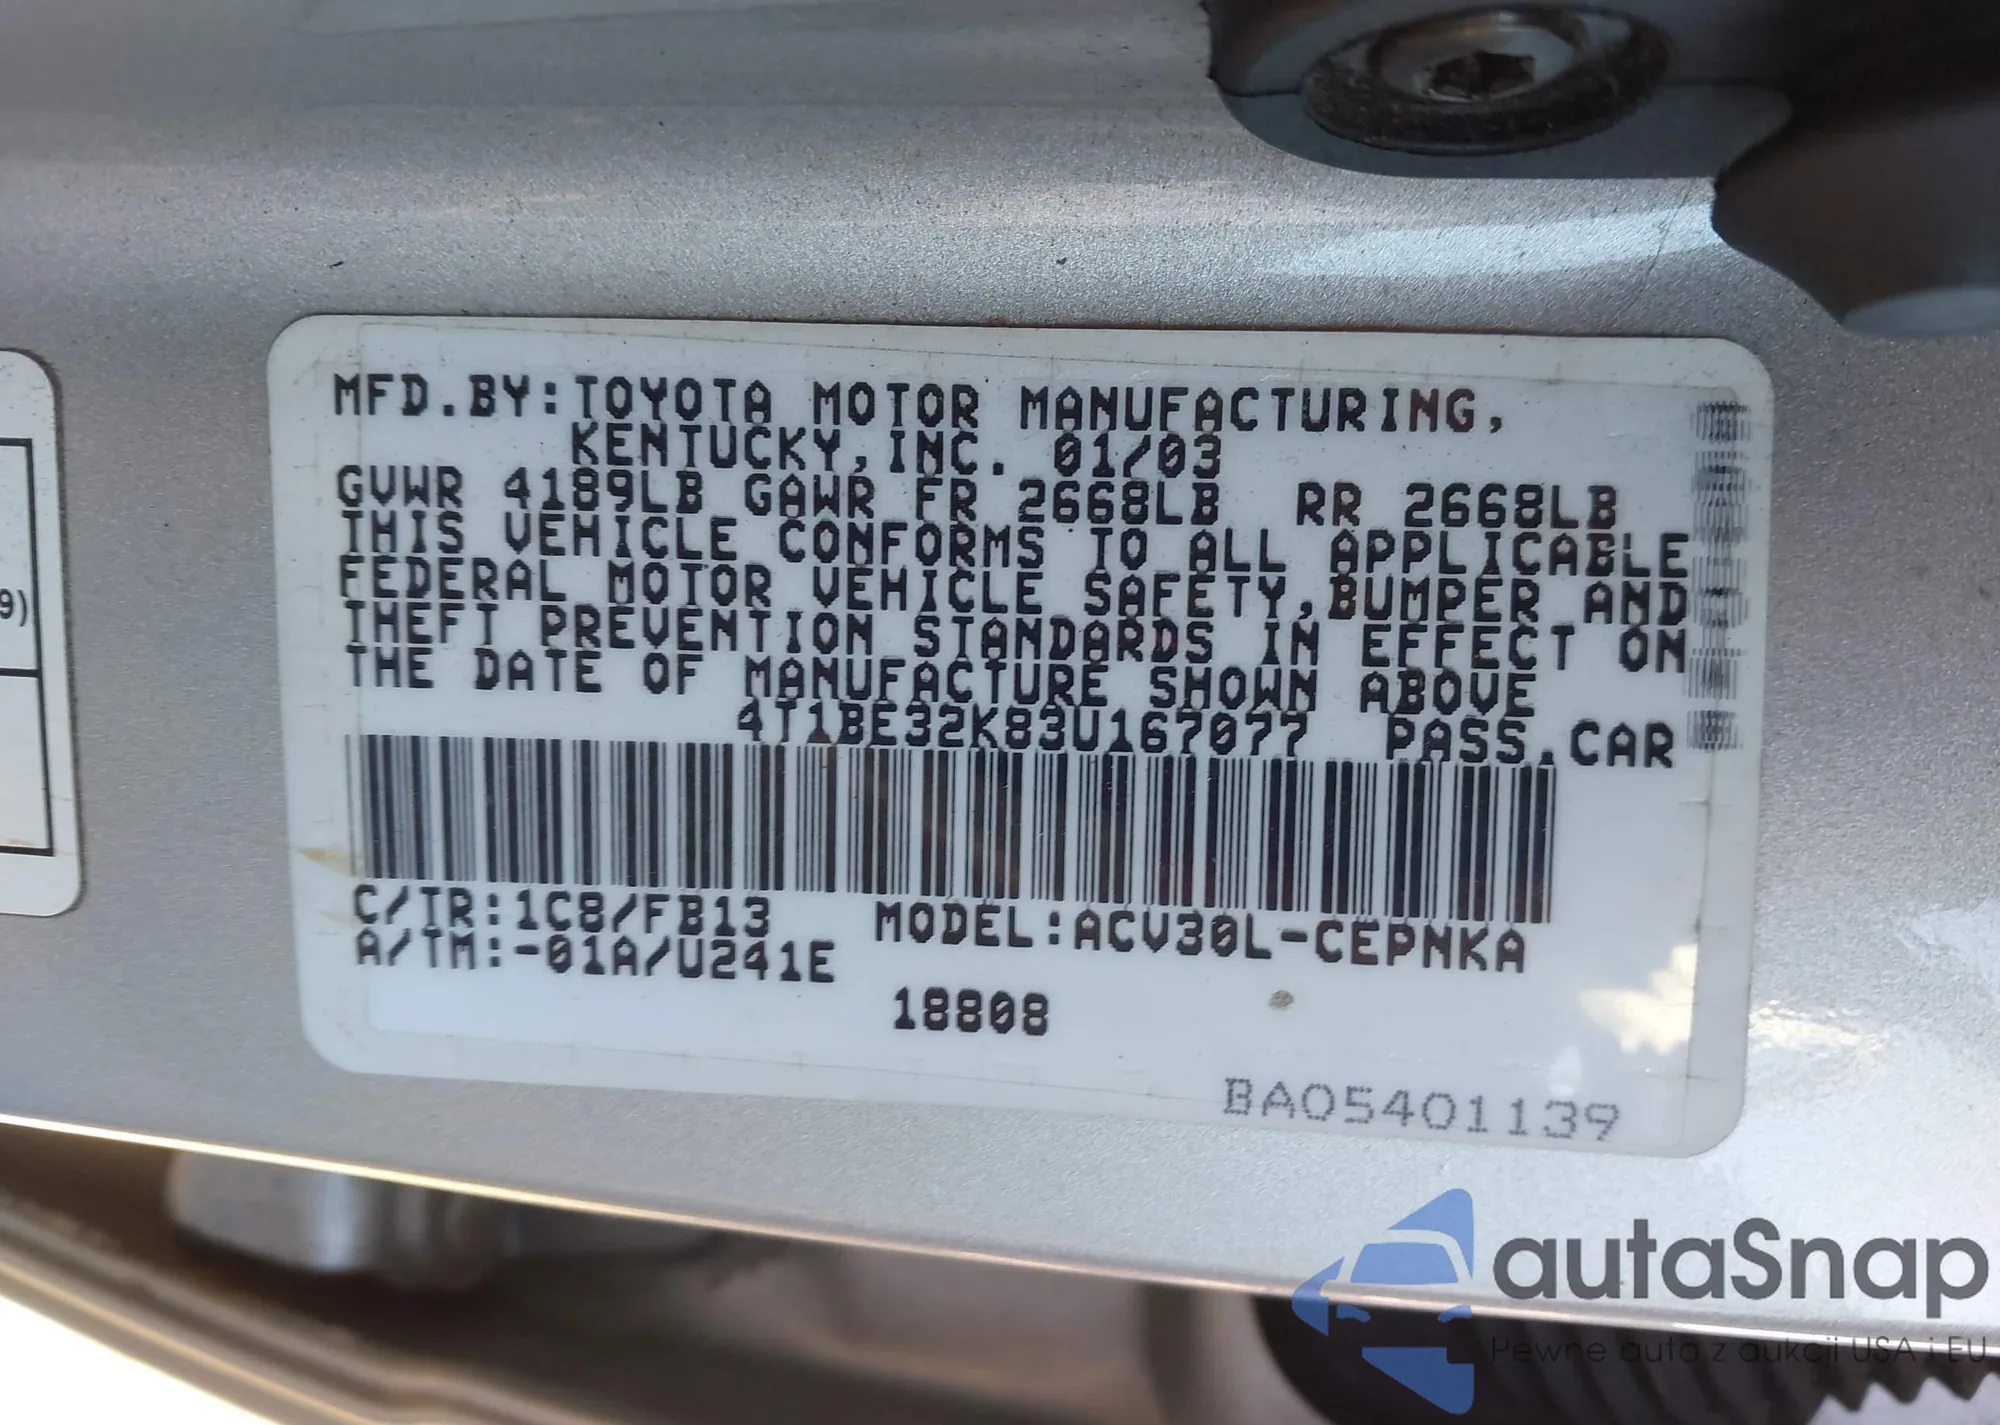 9)
MFD.BY:TOYOTA MOTOR MANUFACTURING,
KENTUCKY,INC. 01/03
GVWR 4189LB GAWR FR 2668LB RR 2668LB
THIS VEHICLE CONFORMS TO ALL APPLICABLE
FEDERAL MOTOR VEHICLE SAFETY,BUMPER AND
THEFT PREVENTION STANDARDS IN EFFECT ON
THE DATE OF MANUFACTURE SHOWN ABOVE
4T1BE32K83U167077 PASS.CAR
C/TR:1C8/FB13 MODEL:ACV30L-CEPNKA
A/TM:-01A/U241E
18808
BA05401139
autaSnap
Pewne auta z aukcji USA i EU